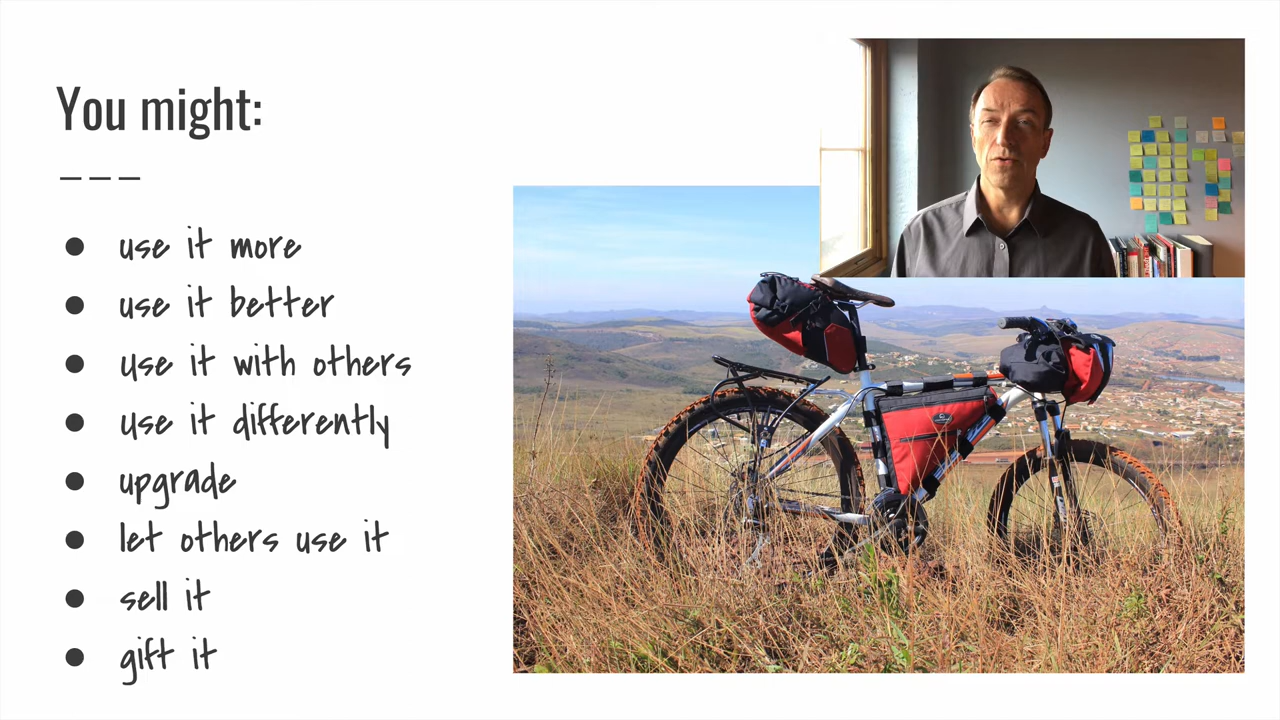 You might:
use it more
use it better
use it with others
use it differently
upgrade
let others use it
sell it
gift it